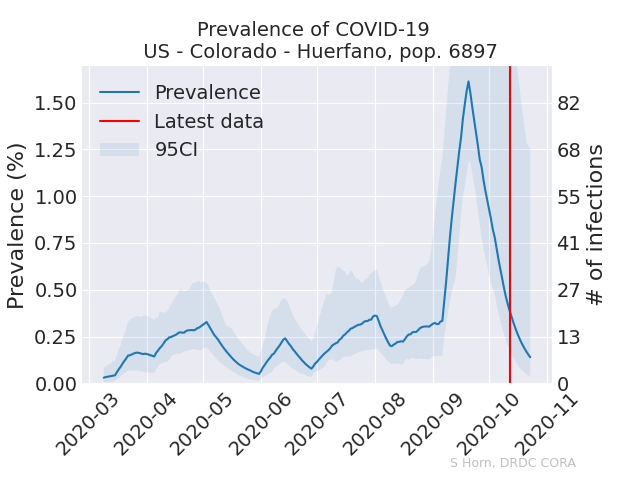 Prevalence of COVID-19
US - Colorado - Huerfano, pop. 6897
Prevalence
Latest data
95CI
Prevalence (%)
1.50
1.25
1.00
0.75
0.50
0.25
0.00
82
68
55
41
27
13
0
# of infections
2020-03
2020-04
2020-05
2020-06
2020-07
2020-08
2020-09
2020-10
2020-11
S Horn, DRDC CORA